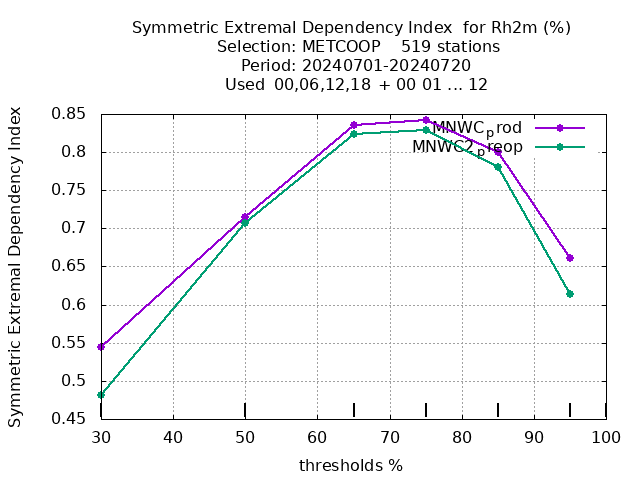 Symmetric Extremal Dependency Index for Rh2m (%)
Selection: METCOOP 519 stations
Period: 20240701-20240720
Used 00,06,12,18 + 00 01 ... 12
Symmetric Extremal Dependency Index
0.85
0.8
0.75
0.7
0.65
0.6
0.55
0.5
0.45
MNWC_prod
MNWC2_preop
30 40 50 60 70 80 90 100
thresholds %